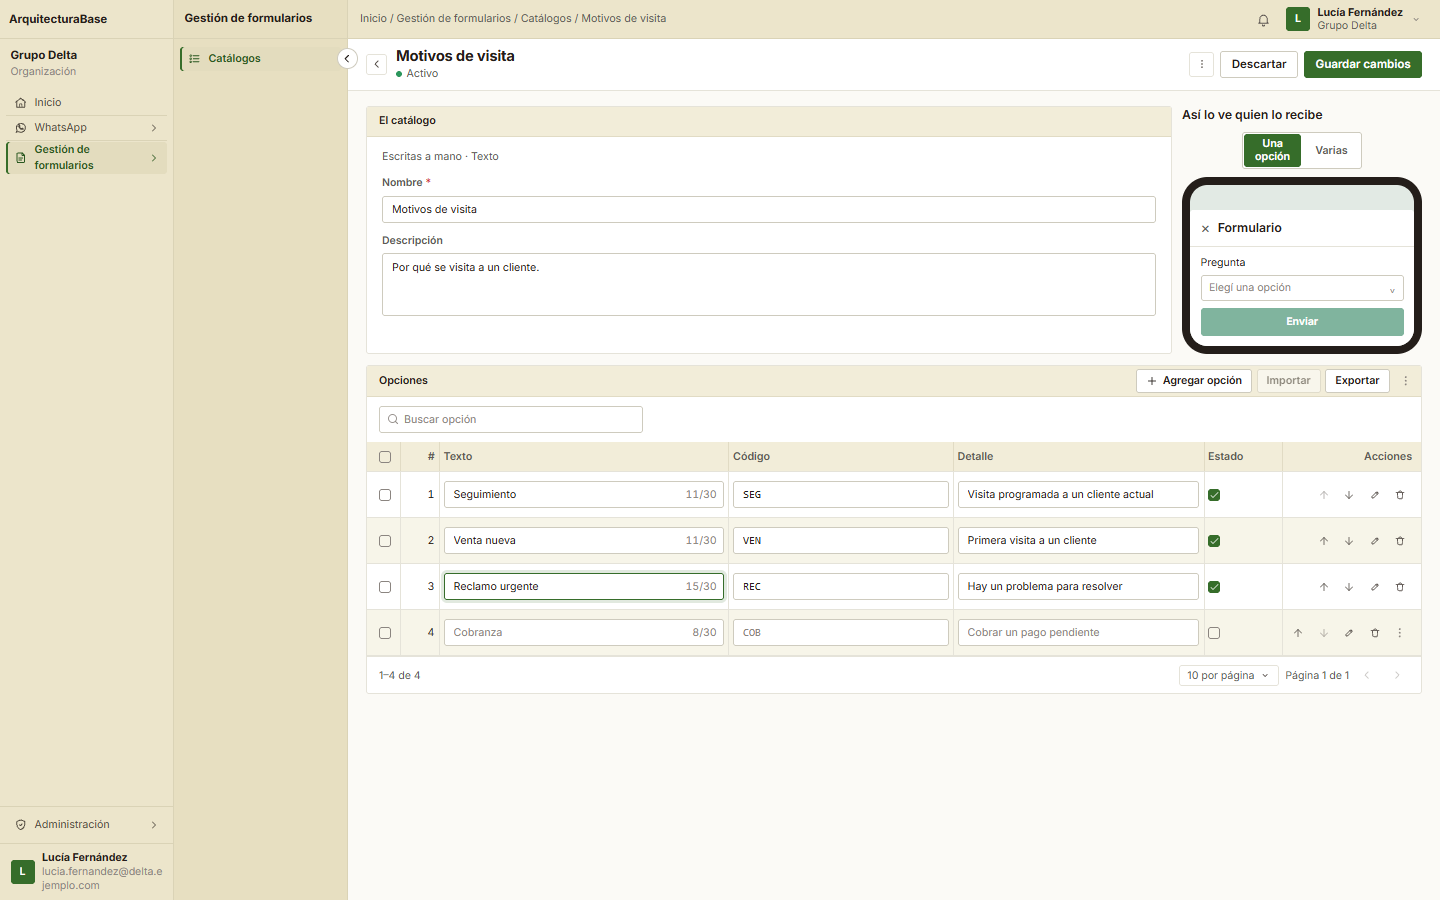 ArquitecturaBase
Grupo Delta
Organización
Inicio
WhatsApp
Gestión de
formularios
Administración
Lucía Fernández
L
lucia.fernandez@delta.e
jemplo.com
Gestión de formularios
Catálogos
Inicio / Gestión de formularios / Catálogos / Motivos de visita
L
Lucía Fernández
Grupo Delta
Motivos de visita
Activo
Descartar
Guardar cambios
El catálogo
Escritas a mano · Texto
Nombre *
Motivos de visita
Descripción
Por qué se visita a un cliente.
Así lo ve quien lo recibe
Una
opción
Varias
× Formulario
Pregunta
Elegí una opción
Enviar
Opciones
+ Agregar opción
Importar
Exportar
Buscar opción
# Texto Código Detalle Estado Acciones
1 Seguimiento 11/30 SEG Visita programada a un cliente actual
2 Venta nueva 11/30 VEN Primera visita a un cliente
3 Reclamo urgente 15/30 REC Hay un problema para resolver
4 Cobranza 8/30 COB Cobrar un pago pendiente
1–4 de 4
10 por página
Página 1 de 1